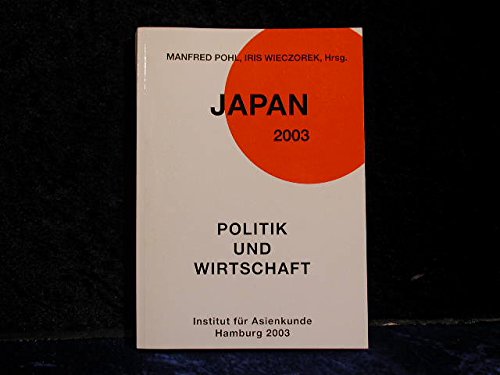 MANFRED POHL, IRIS WIECZOREK, Hrsg.
JAPAN
2003
POLITIK
UND
WIRTSCHAFT
Institut für Asienkunde
Hamburg 2003